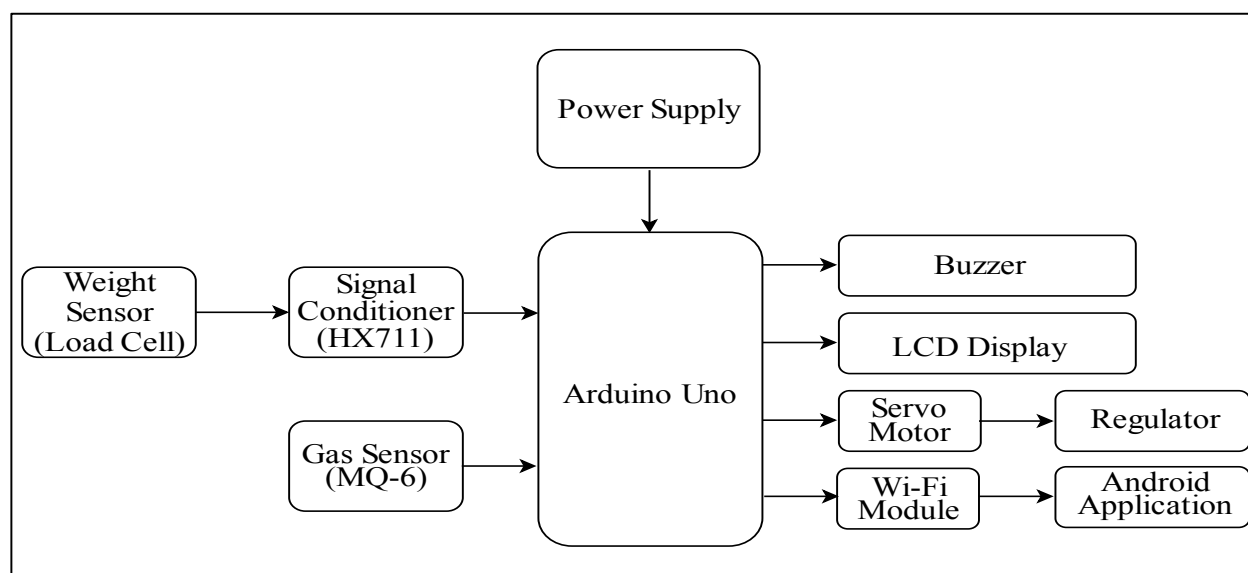 Power Supply
Weight
Sensor
(Load Cell)
Signal
Conditioner
(HX711)
Gas Sensor
(MQ-6)
Arduino Uno
Buzzer
LCD Display
Servo
Motor
Regulator
Wi-Fi
Module
Android
Application